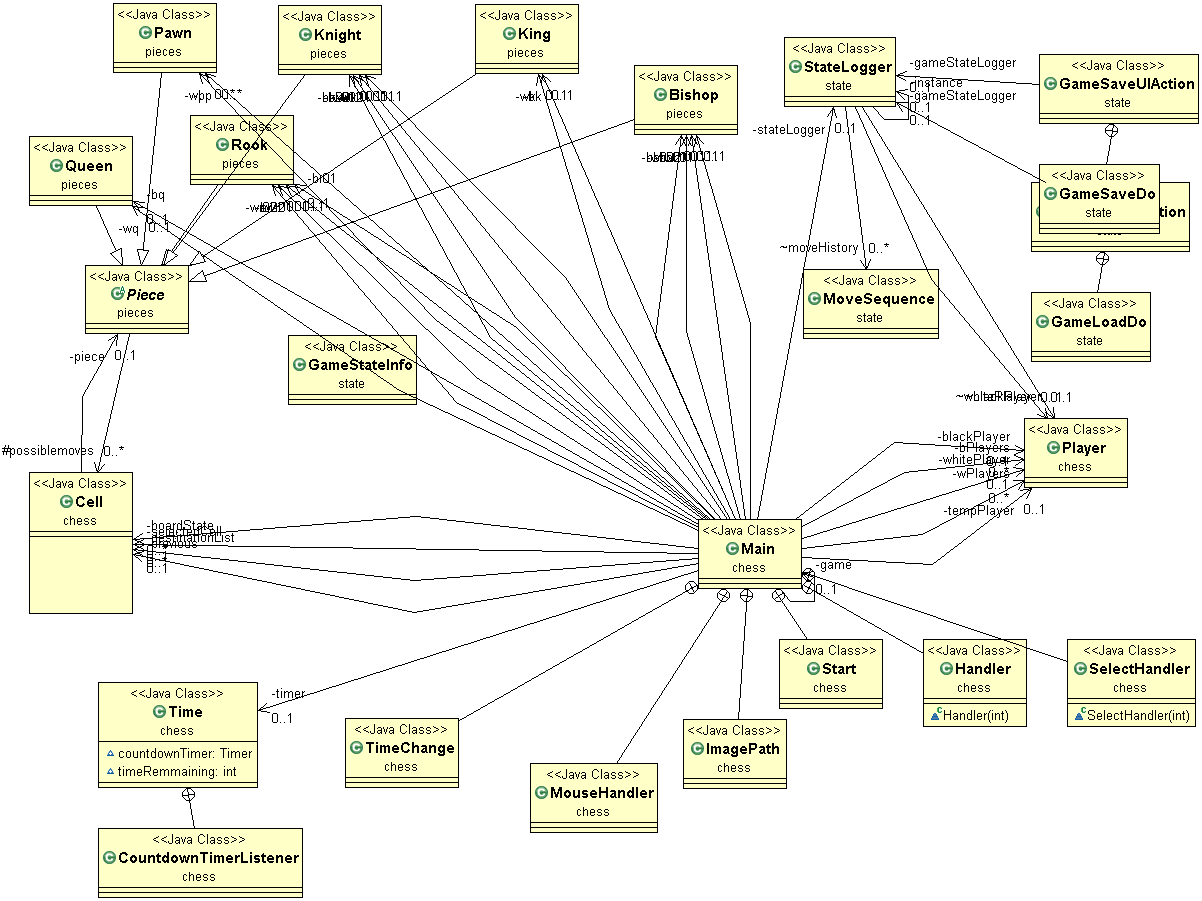 <<Java Class>>
Pawn
pieces
<<Java Class>>
Knight
pieces
<<Java Class>>
King
pieces
<<Java Class>>
Bishop
pieces
<<Java Class>>
StateLogger
state
-gameStateLogger
-instance
0..1
-gameStateLogger
0..1
0..1
<<Java Class>>
GameSaveUIAction
state
<<Java Class>>
Rook
pieces
-stateLogger 0..1
<<Java Class>>
Queen
pieces
<<Java Class>>
GameSaveDo
state
-bq
0..1
-wq 0..1
~moveHistory 0..*
<<Java Class>>
Piece
pieces
<<Java Class>>
MoveSequence
state
<<Java Class>>
GameLoadDo
state
-piece 0..1
<<Java Class>>
GameStateInfo
state
#possiblemoves 0..*
<<Java Class>>
Player
chess
-blackPlayer
-bPlayers
-whitePlayer
-wPlayers
0..1
0..*
-tempPlayer 0..1
<<Java Class>>
Cell
chess
-boardState
-selectedCell
-destinationList
-previous
0..1
<<Java Class>>
Main
chess
-game
0..1
-timer
0..1
<<Java Class>>
Start
chess
<<Java Class>>
Handler
chess
Handler(int)
<<Java Class>>
SelectHandler
chess
SelectHandler(int)
<<Java Class>>
Time
chess
countdownTimer: Timer
timeRemmaining: int
<<Java Class>>
TimeChange
chess
<<Java Class>>
ImagePath
chess
<<Java Class>>
MouseHandler
chess
<<Java Class>>
CountdownTimerListener
chess